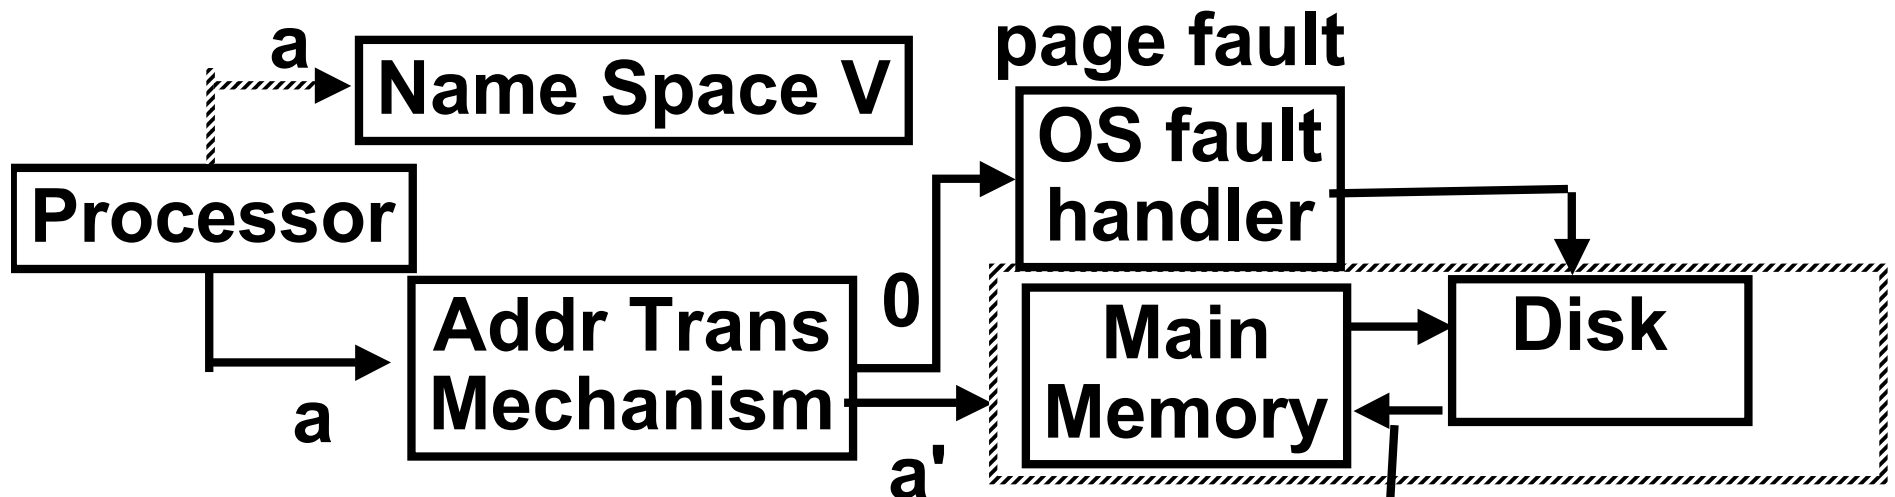 a
Name Space V
page fault
OS fault
handler
Processor
0
Addr Trans
Mechanism
a
a'
Main
Memory
Disk